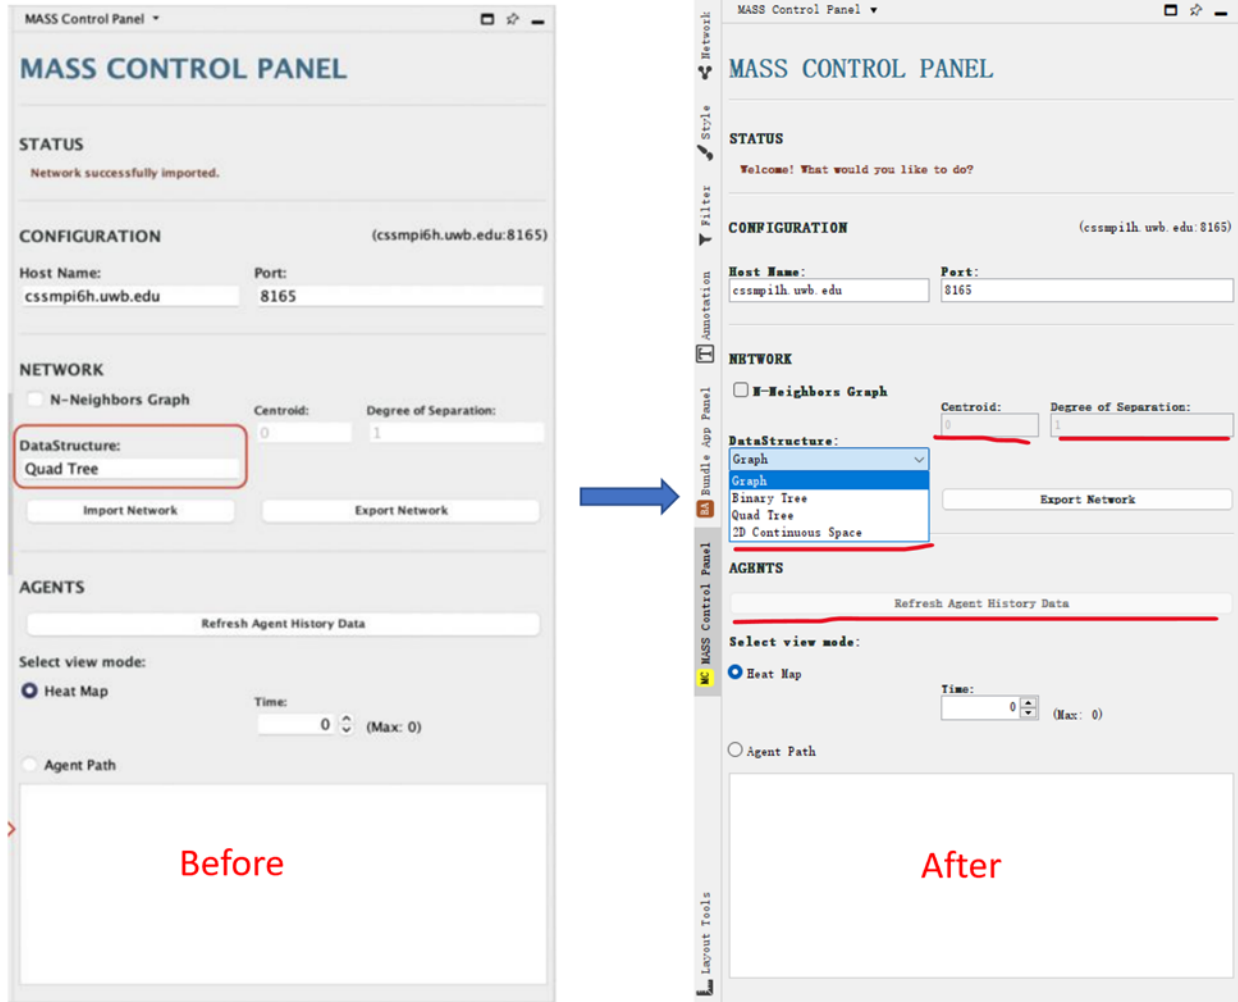 MASS Control Panel
MASS CONTROL PANEL
STATUS
Network successfully imported.
CONFIGURATION (cssmpi6h.uwb.edu:8165)
Host Name: Port:
cssmpi6h.uwb.edu 8165
NETWORK
N-Neighbors Graph
Centroid: Degree of Separation:
0 1
DataStructure:
Quad Tree
Import Network Export Network
AGENTS
Refresh Agent History Data
Select view mode:
Heat Map
Time:
0 (Max: 0)
Agent Path
Before
Network
Style
Filter
Annotation
T
Bundle App Panel
BA
MASS Control Panel
MC
Layout Tools
MASS Control Panel
MASS CONTROL PANEL
STATUS
Welcome! What would you like to do?
CONFIGURATION (cssmpi1h.uwb.edu:8165)
Host Name: Port:
cssmpi1h.uwb.edu 8165
NETWORK
N-Neighbors Graph
Centroid: Degree of Separation:
0 1
DataStructure:
Graph
Graph
Binary Tree
Quad Tree
2D Continuous Space
Export Network
AGENTS
Refresh Agent History Data
Select view mode:
Heat Map
Time:
0 (Max: 0)
Agent Path
After